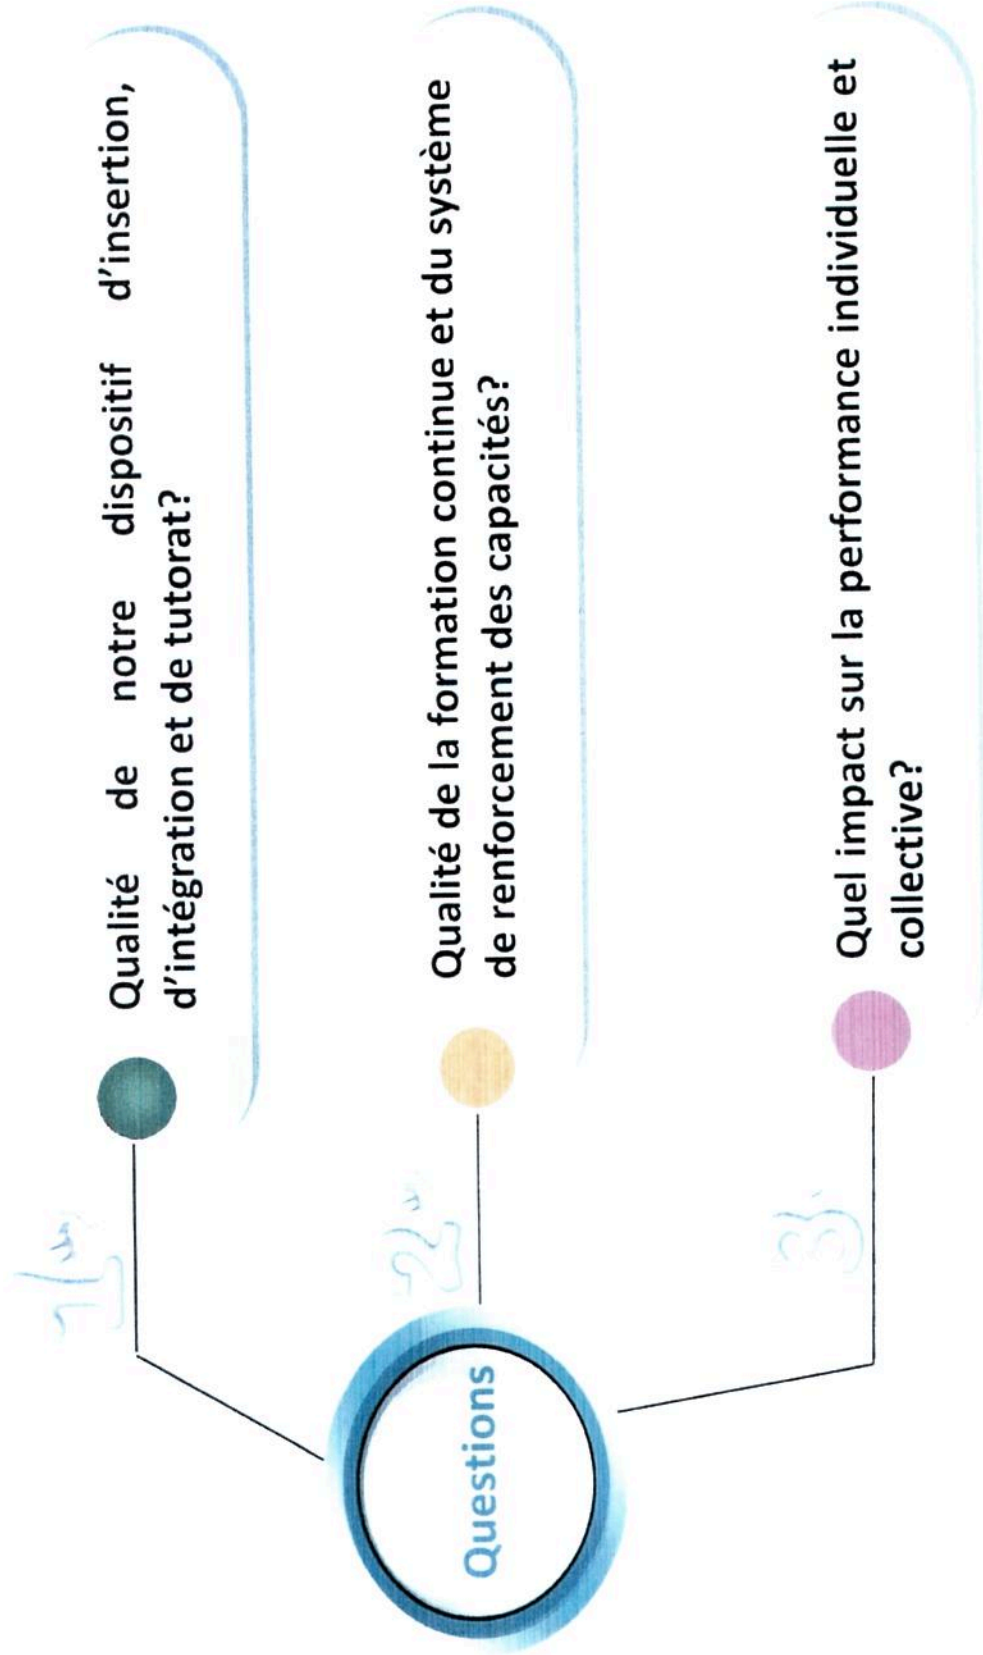 Questions
1/
Qualité de notre dispositif d'insertion,
d'intégration et de tutorat?
2/
Qualité de la formation continue et du système
de renforcement des capacités?
3/
Quel impact sur la performance individuelle et
collective?